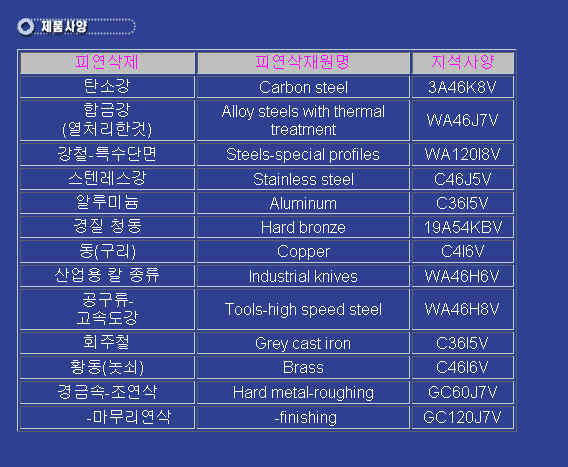 제품사양
피연삭제 피연삭재원명 지석사양
탄소강 Carbon steel 3A46K8V
합금강
(열처리한것) Alloy steels with thermal
treatment WA46J7V
강철-특수단면 Steels-special profiles WA120I8V
스텐레스강 Stainless steel C46J5V
알루미늄 Aluminum C36I5V
경질 청동 Hard bronze 19A54KBV
동(구리) Copper C4I6V
산업용 칼 종류 Industrial knives WA46H6V
공구류-
고속도강 Tools-high speed steel WA46H8V
회주철 Grey cast iron C36I5V
황동(놋쇠) Brass C46I6V
경금속-조연삭 Hard metal-roughing GC60J7V
-마무리연삭 -finishing GC120J7V